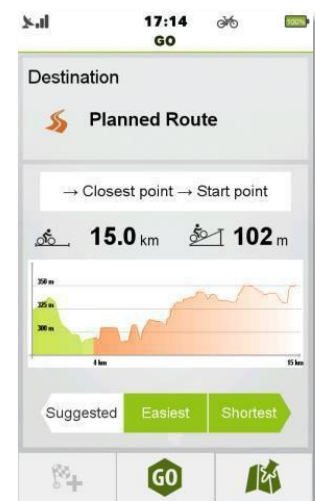 17:14
100%
GO
Destination
Planned Route
→ Closest point → Start point
15.0 km 102 m
350 m
325 m
300 m
4 km 15 km
Suggested Easiest Shortest
GO